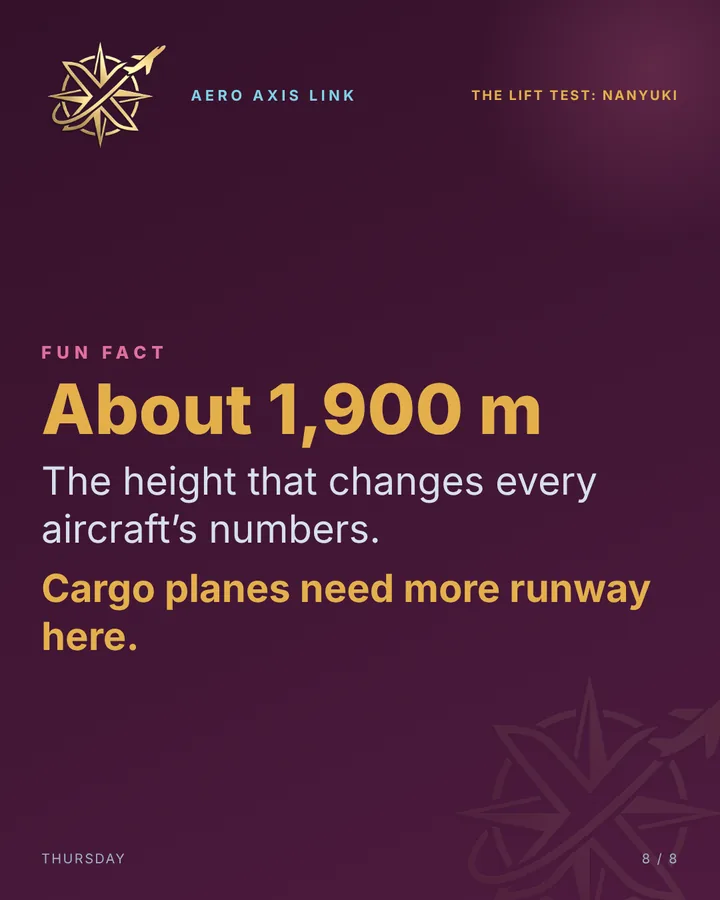 AERO AXIS LINK
THE LIFT TEST: NANYUKI
FUN FACT
About 1,900 m
The height that changes every
aircraft’s numbers.
Cargo planes need more runway
here.
THURSDAY
8 / 8